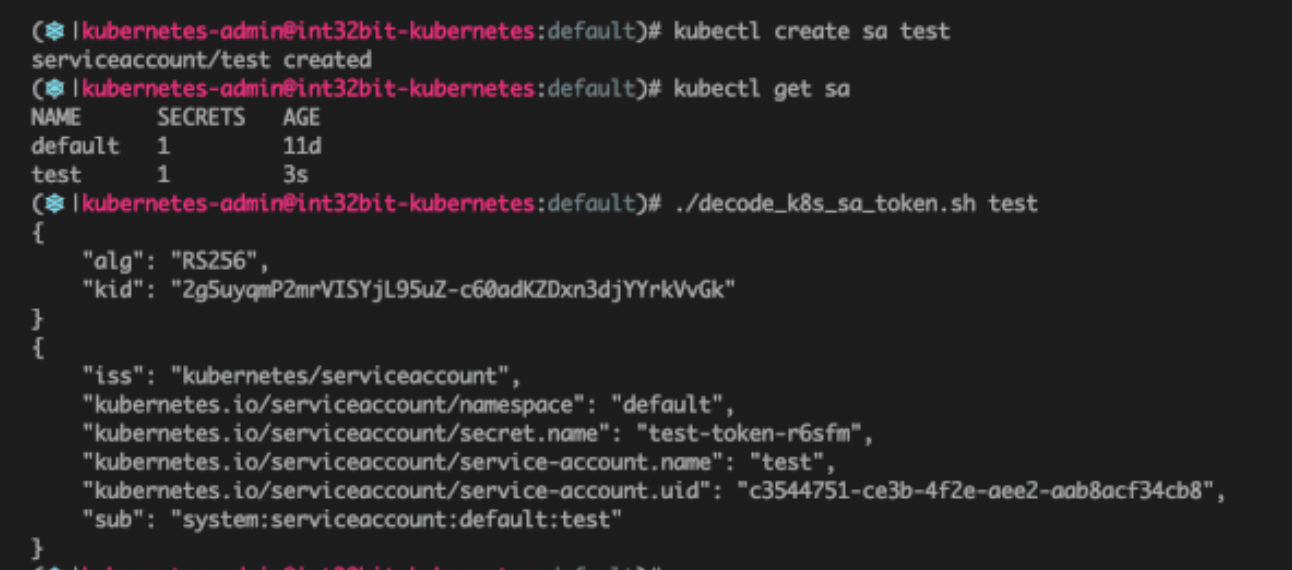 (☸ |kubernetes-admin@int32bit-kubernetes:default)# kubectl create sa test
serviceaccount/test created
(☸ |kubernetes-admin@int32bit-kubernetes:default)# kubectl get sa
NAME      SECRETS   AGE
default   1         11d
test      1         3s
(☸ |kubernetes-admin@int32bit-kubernetes:default)# ./decode_k8s_sa_token.sh test
{
    "alg": "RS256",
    "kid": "2g5uyqmP2mrVISYjL95uZ-c60adKZDxn3djYYrkVvGk"
}
{
    "iss": "kubernetes/serviceaccount",
    "kubernetes.io/serviceaccount/namespace": "default",
    "kubernetes.io/serviceaccount/secret.name": "test-token-r6sfm",
    "kubernetes.io/serviceaccount/service-account.name": "test",
    "kubernetes.io/serviceaccount/service-account.uid": "c3544751-ce3b-4f2e-aee2-aab8acf34cb8",
    "sub": "system:serviceaccount:default:test"
}